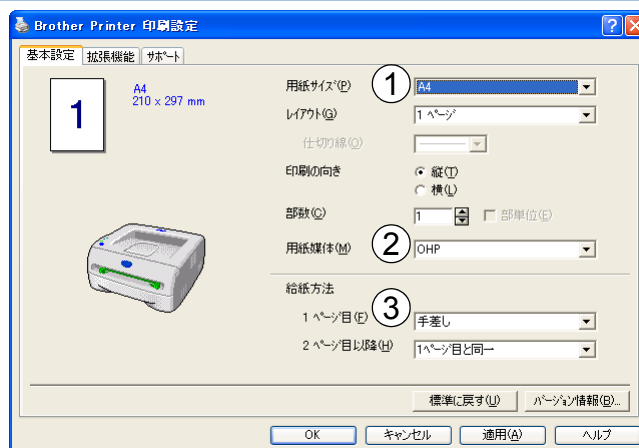 Brother Printer 印刷設定
基本設定 拡張機能 サポート
A4
210 x 297 mm
1
用紙サイズ(P) 1 A4
レイアウト(G) 1 ページ
仕切り線(O)
印刷の向き 縦(T)
横(L)
部数(C) 1 部単位(E)
用紙媒体(M) 2 OHP
給紙方法
1 ページ目(F) 3 手差し
2 ページ目以降(H) 1ページ目と同一
標準に戻す(U) バージョン情報(B)...
OK キャンセル 適用(A) ヘルプ